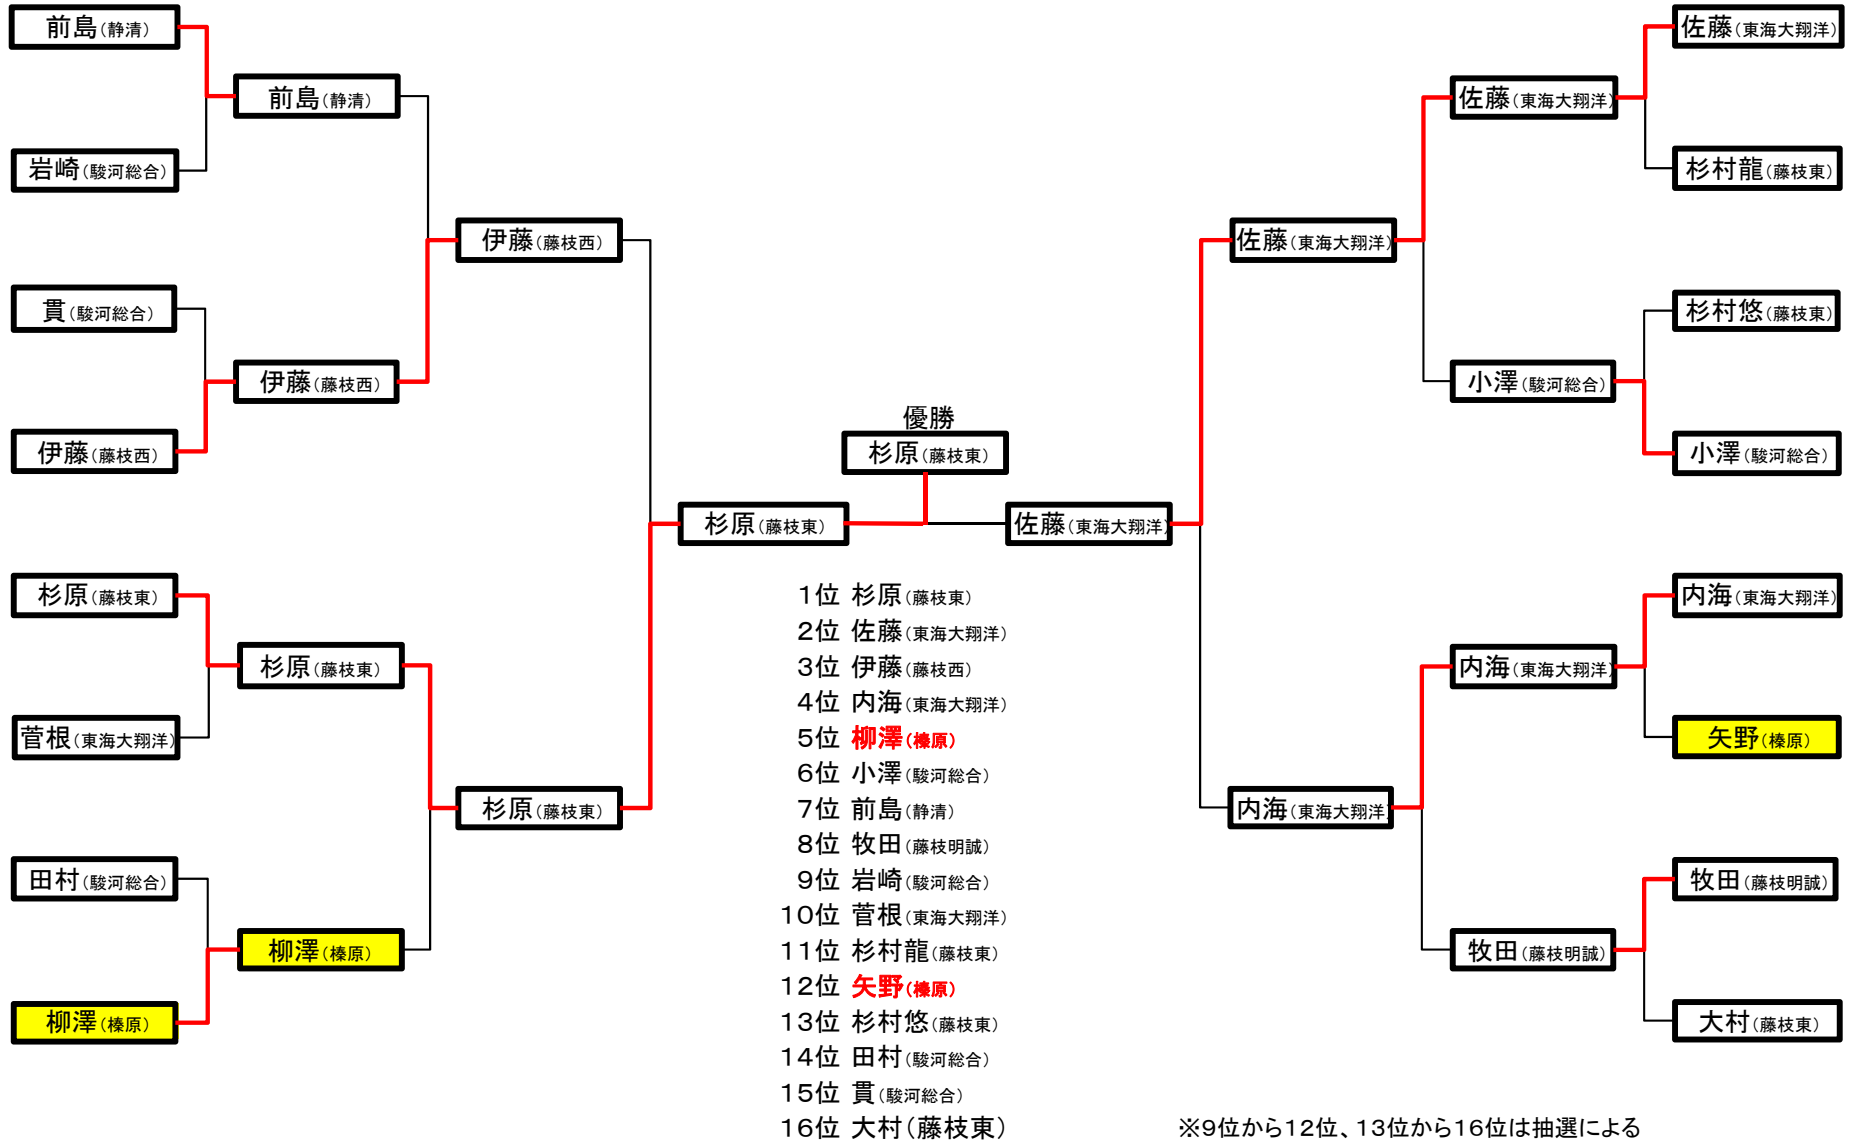 前島(静清)
岩崎(駿河総合)
貫(駿河総合)
伊藤(藤枝西)
杉原(藤枝東)
菅根(東海大翔洋)
田村(駿河総合)
柳澤(榛原)
前島(静清)
伊藤(藤枝西)
杉原(藤枝東)
柳澤(榛原)
伊藤(藤枝西)
杉原(藤枝東)
杉原(藤枝東)
優勝
杉原(藤枝東)
佐藤(東海大翔洋)
佐藤(東海大翔洋)
内海(東海大翔洋)
佐藤(東海大翔洋)
小澤(駿河総合)
内海(東海大翔洋)
牧田(藤枝明誠)
佐藤(東海大翔洋)
杉村龍(藤枝東)
杉村悠(藤枝東)
小澤(駿河総合)
内海(東海大翔洋)
矢野(榛原)
牧田(藤枝明誠)
大村(藤枝東)
1位 杉原(藤枝東)
2位 佐藤(東海大翔洋)
3位 伊藤(藤枝西)
4位 内海(東海大翔洋)
5位 柳澤(榛原)
6位 小澤(駿河総合)
7位 前島(静清)
8位 牧田(藤枝明誠)
9位 岩崎(駿河総合)
10位 菅根(東海大翔洋)
11位 杉村龍(藤枝東)
12位 矢野(榛原)
13位 杉村悠(藤枝東)
14位 田村(駿河総合)
15位 貫(駿河総合)
16位 大村(藤枝東)
※9位から12位、13位から16位は抽選による